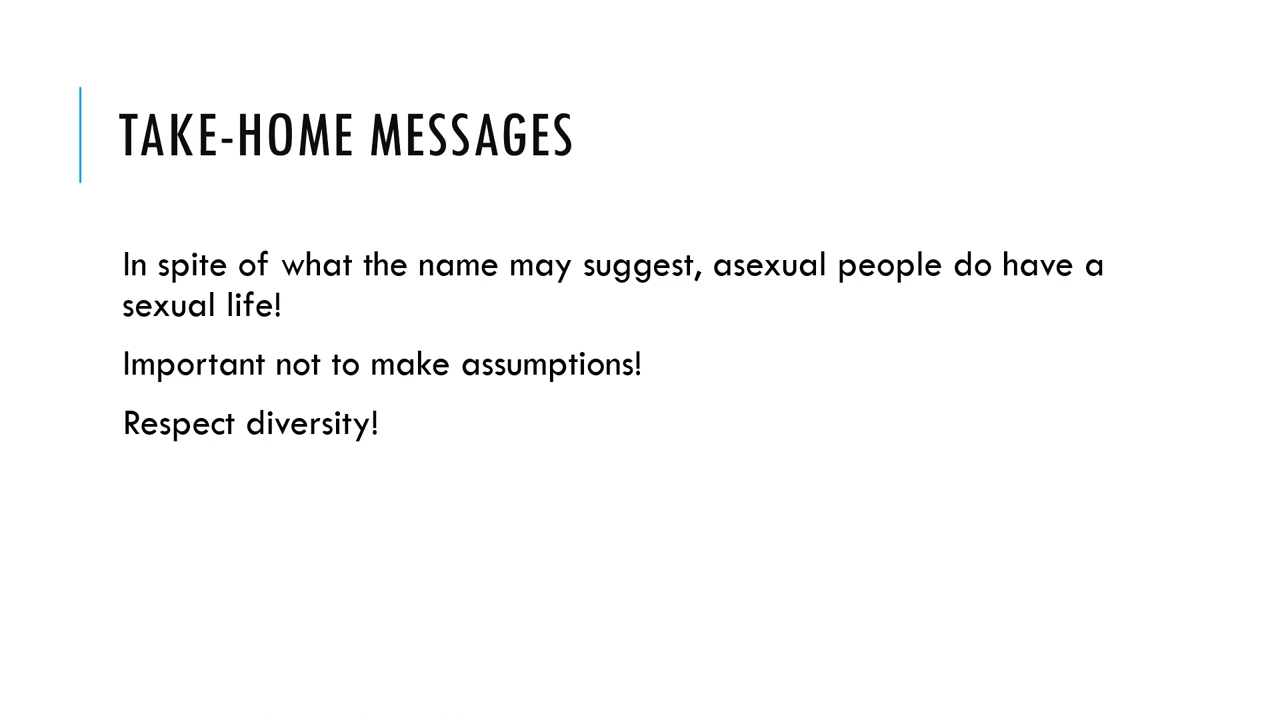 TAKE-HOME MESSAGES
In spite of what the name may suggest, asexual people do have a
sexual life!
Important not to make assumptions!
Respect diversity!